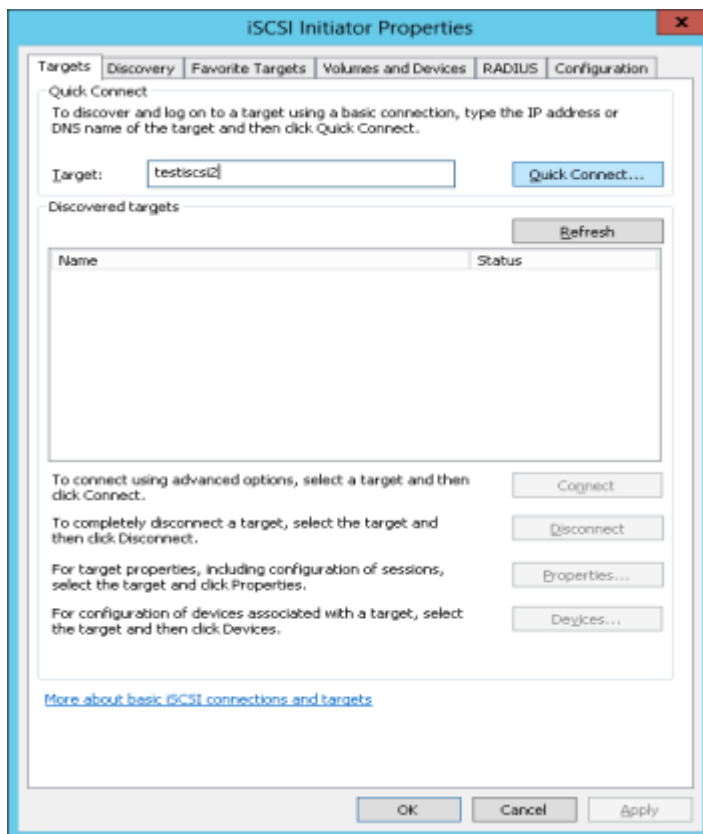 iSCSI Initiator Properties
x
Targets Discovery Favorite Targets Volumes and Devices RADIUS Configuration
Quick Connect
To discover and log on to a target using a basic connection, type the IP address or
DNS name of the target and then click Quick Connect.
Target: testiscsi2 Quick Connect...
Discovered targets
Refresh
Name Status
To connect using advanced options, select a target and then
click Connect.
Connect
To completely disconnect a target, select the target and
then click Disconnect.
Disconnect
For target properties, including configuration of sessions,
select the target and click Properties.
Properties...
For configuration of devices associated with a target, select
the target and then click Devices.
Devices...
More about basic iSCSI connections and targets
OK Cancel Apply